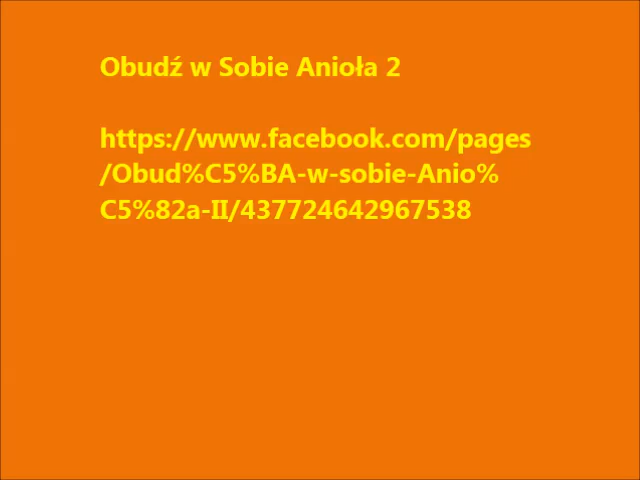 Obudź w Sobie Anioła 2
https://www.facebook.com/pages
/Obud%C5%BA-w-sobie-Anio%
C5%82a-II/437724642967538